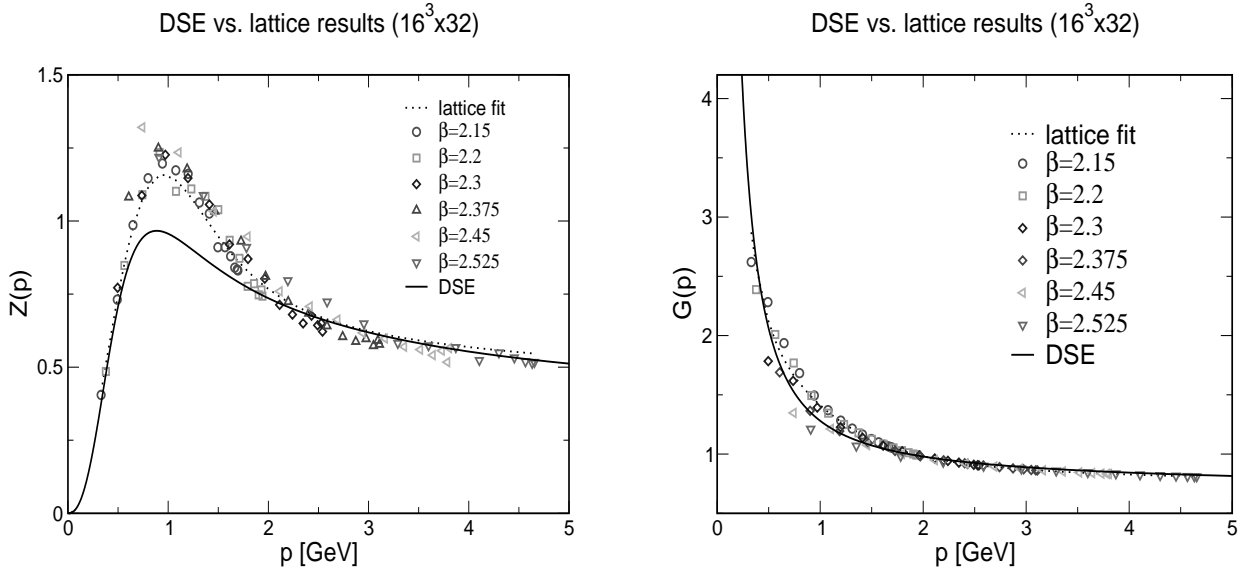 DSE vs. lattice results (16³x32)
1.5
1
0.5
0
Z(p)
lattice fit
β=2.15
β=2.2
β=2.3
β=2.375
β=2.45
β=2.525
DSE
0 1 2 3 4 5
p [GeV]
DSE vs. lattice results (16³x32)
4
3
2
1
G(p)
lattice fit
β=2.15
β=2.2
β=2.3
β=2.375
β=2.45
β=2.525
DSE
0 1 2 3 4 5
p [GeV]